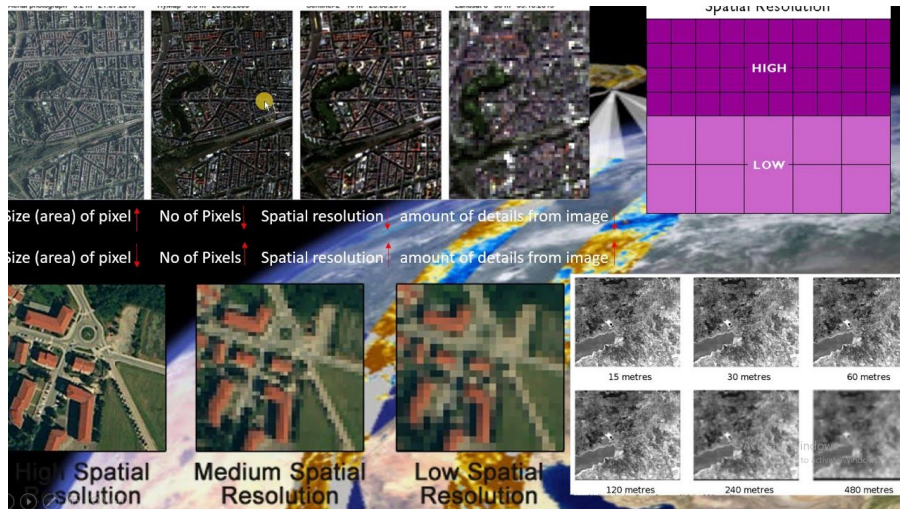 Spatial Resolution
HIGH
LOW
Size (area) of pixel No of Pixels Spatial resolution amount of details from image
Size (area) of pixel No of Pixels Spatial resolution amount of details from image
15 metres 30 metres 60 metres
120 metres 240 metres 480 metres
High Spatial
Resolution
Medium Spatial
Resolution
Low Spatial
Resolution